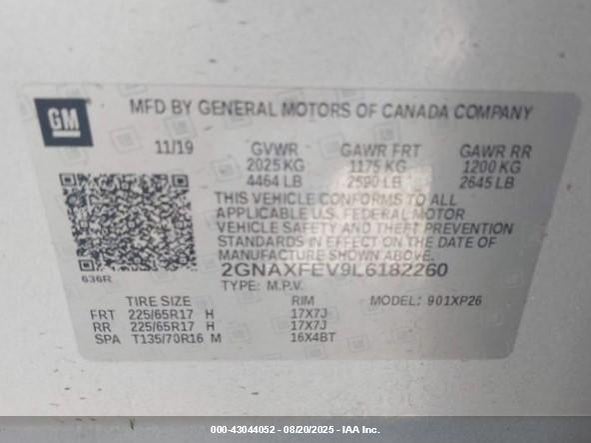 GM
MFD BY GENERAL MOTORS OF CANADA COMPANY
11/19 GVWR GAWR FRT GAWR RR
2025 KG 1175 KG 1200 KG
4464 LB 2590 LB 2645 LB
THIS VEHICLE CONFORMS TO ALL
APPLICABLE U.S. FEDERAL MOTOR
VEHICLE SAFETY AND THEFT PREVENTION
STANDARDS IN EFFECT ON THE DATE OF
MANUFACTURE SHOWN ABOVE.
2GNAXFEV9L6182260
636R
TYPE: M.P.V. MODEL: 901XP26
TIRE SIZE RIM
FRT 225/65R17 H 17X7J
RR 225/65R17 H 17X7J
SPA T135/70R16 M 16X4BT
000-43044052 - 08/20/2025 - IAA Inc.